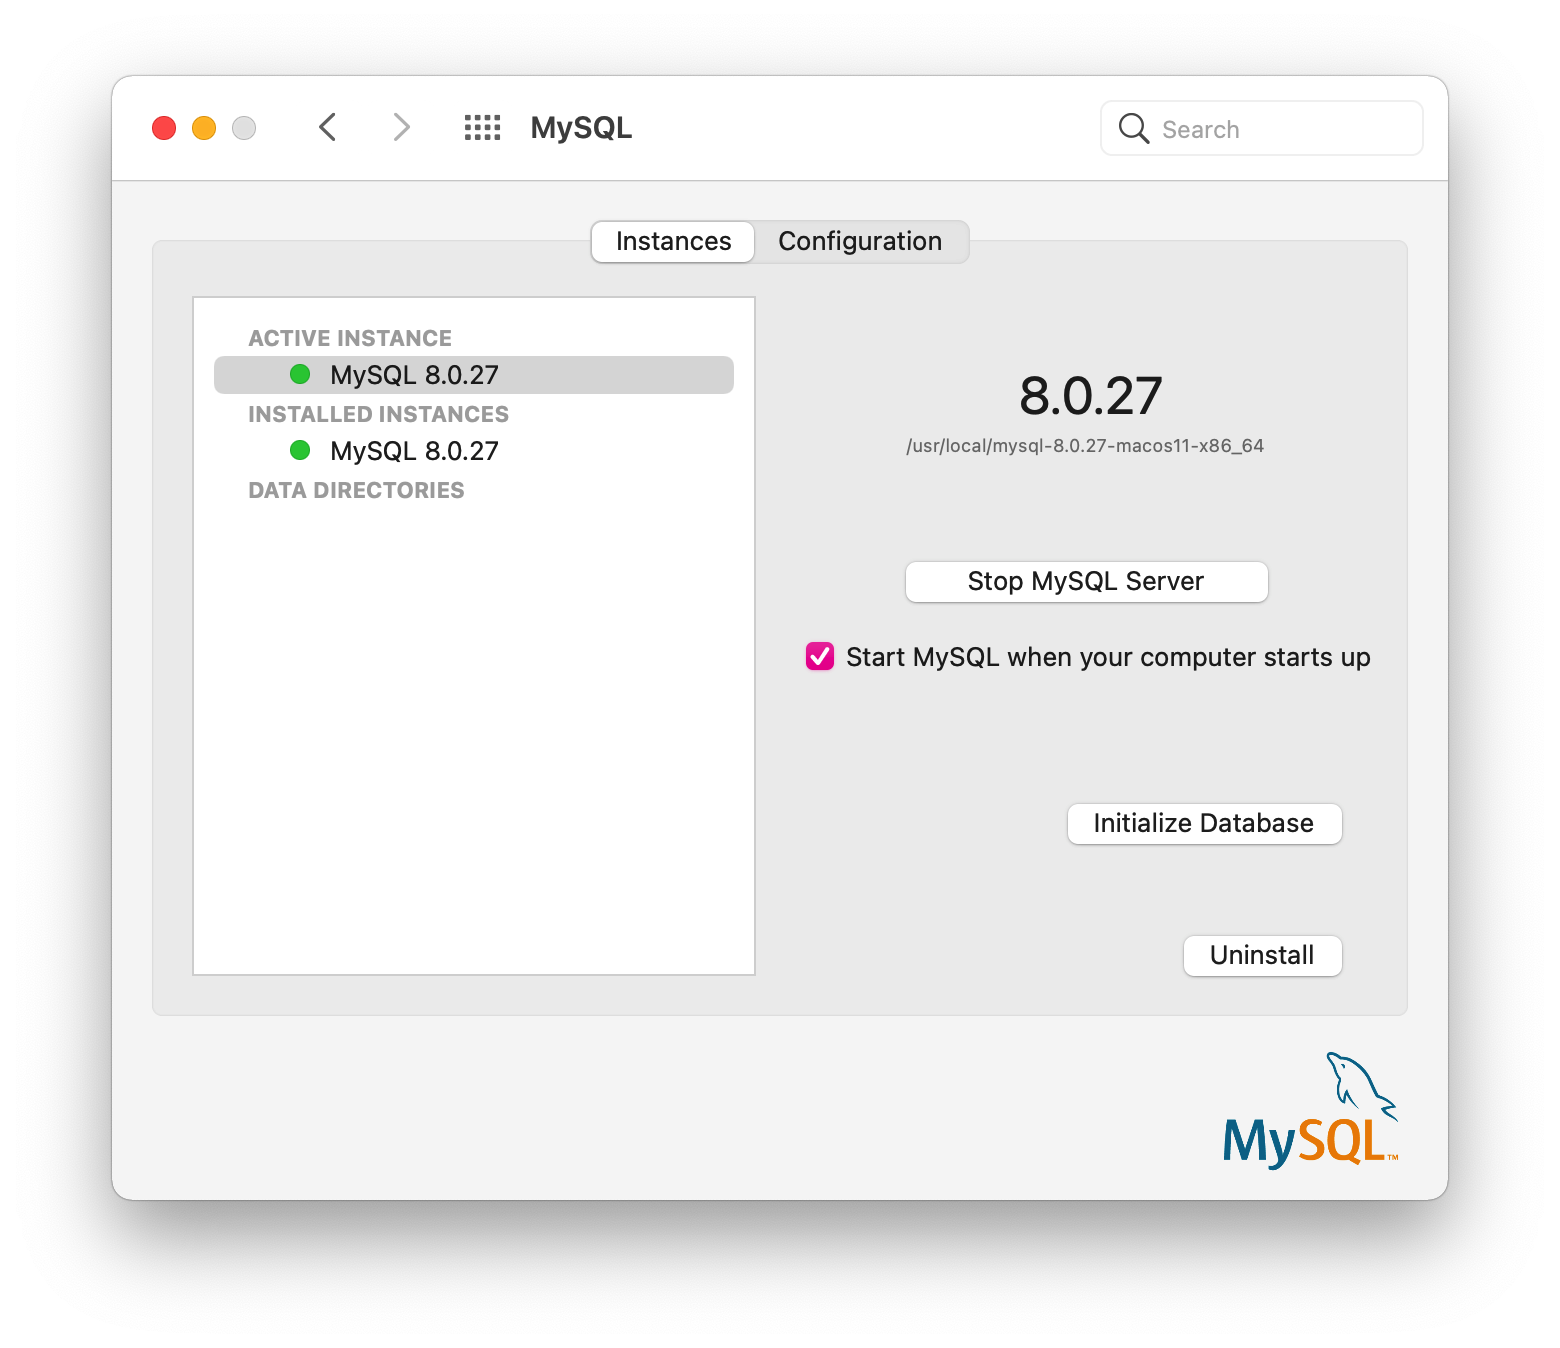 MySQL
Search
Instances
Configuration
ACTIVE INSTANCE
MySQL 8.0.27
INSTALLED INSTANCES
MySQL 8.0.27
DATA DIRECTORIES
8.0.27
/usr/local/mysql-8.0.27-macos11-x86_64
Stop MySQL Server
Start MySQL when your computer starts up
Initialize Database
Uninstall
MySQL™